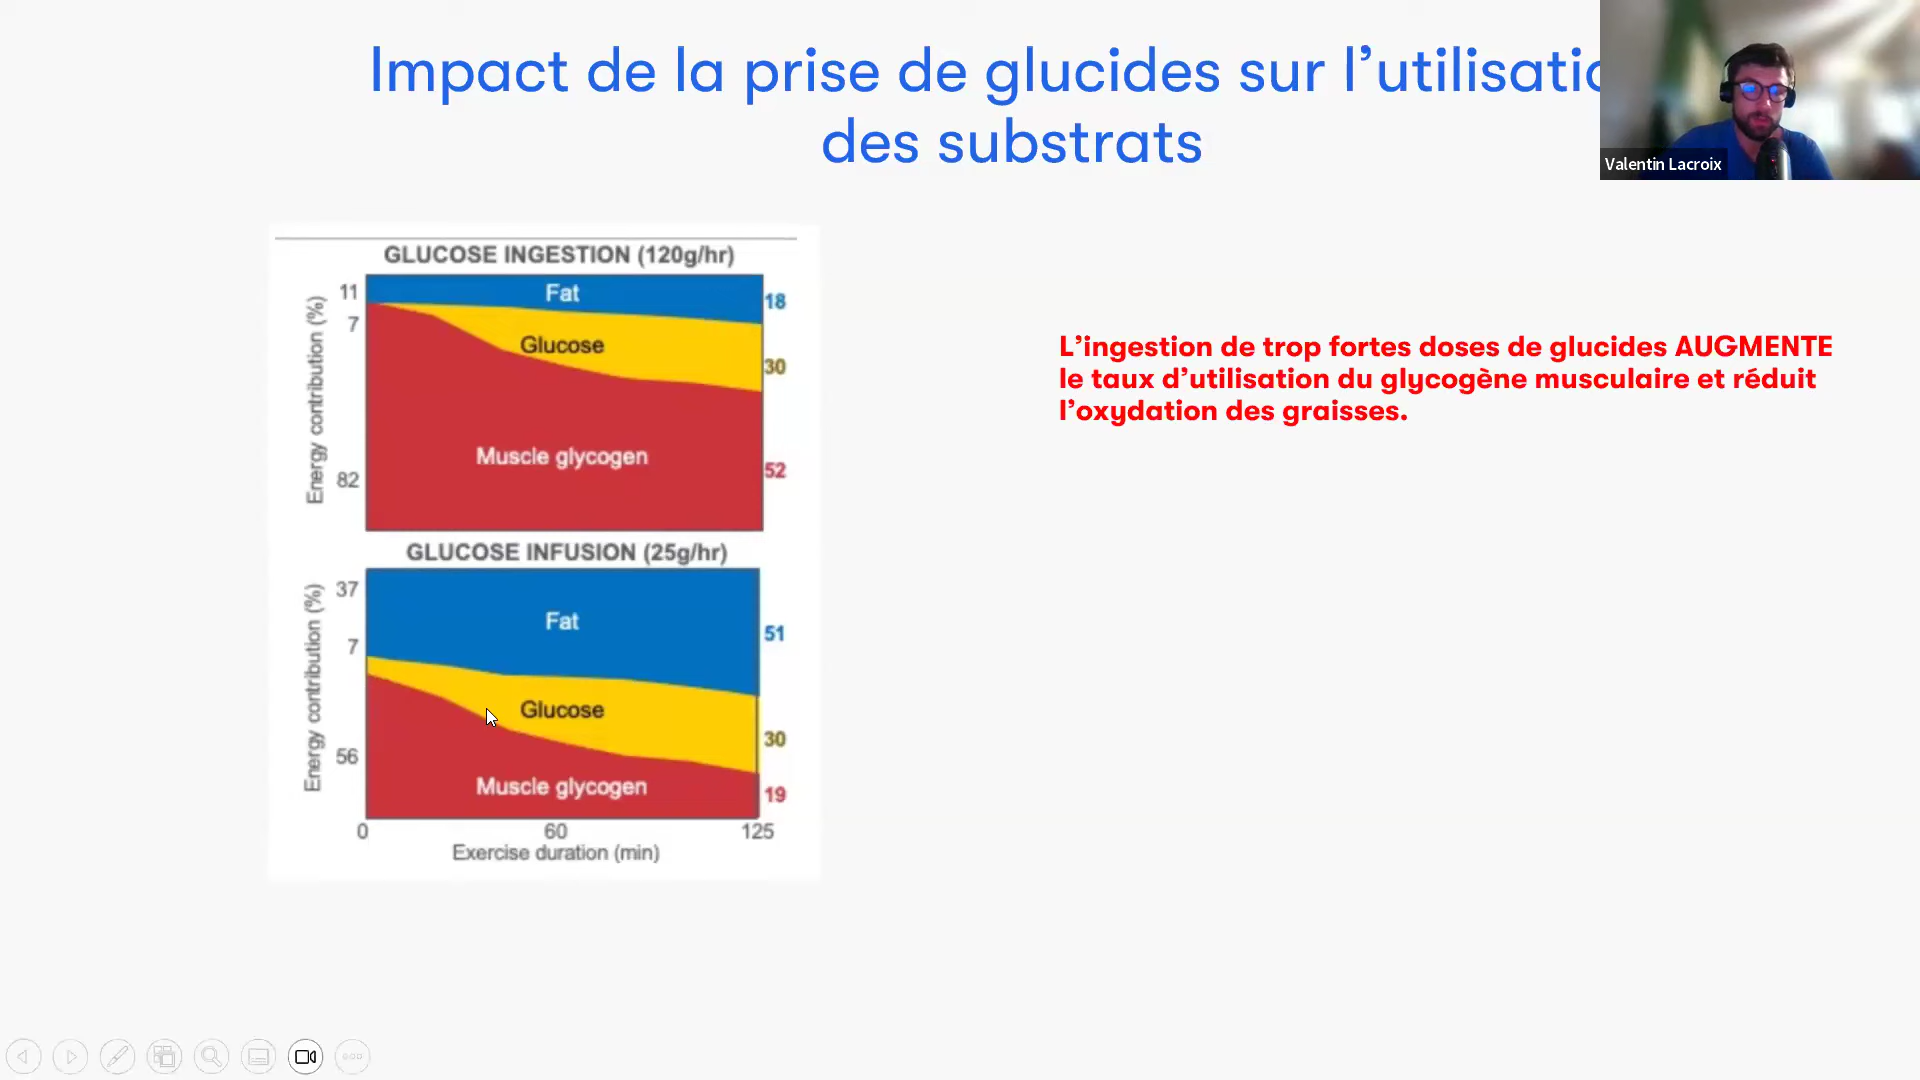 Impact de la prise de glucides sur l'utilisatio
des substrats
Valentin Lacroix
GLUCOSE INGESTION (120g/hr)
Energy contribution (%)
11
7
82
Fat
Glucose
Muscle glycogen
18
30
52
GLUCOSE INFUSION (25g/hr)
Energy contribution (%)
37
7
56
Fat
Glucose
Muscle glycogen
51
30
19
0
60
125
Exercise duration (min)
L'ingestion de trop fortes doses de glucides AUGMENTE
le taux d'utilisation du glycogène musculaire et réduit
l'oxydation des graisses.